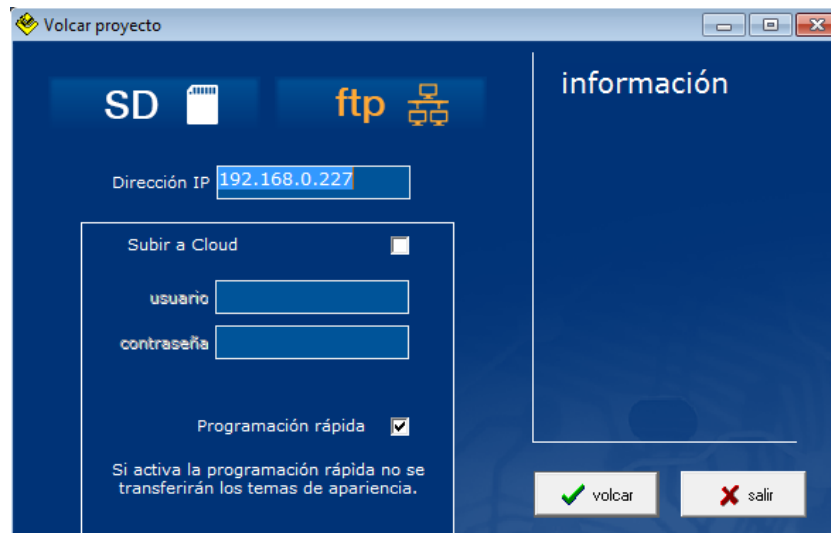 Volcar proyecto
SD
ftp
información
Dirección IP 192.168.0.227
Subir a Cloud
usuario
contraseña
Programación rápida
Si activa la programación rápida no se
transferirán los temas de apariencia.
volcar
salir